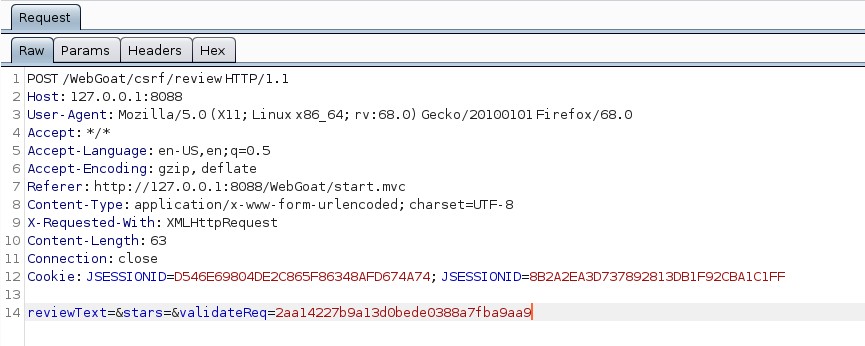 Request
Raw Params Headers Hex
1 POST /WebGoat/csrf/review HTTP/1.1
2 Host: 127.0.0.1:8088
3 User-Agent: Mozilla/5.0 (X11; Linux x86_64; rv:68.0) Gecko/20100101 Firefox/68.0
4 Accept: */*
5 Accept-Language: en-US,en;q=0.5
6 Accept-Encoding: gzip, deflate
7 Referer: http://127.0.0.1:8088/WebGoat/start.mvc
8 Content-Type: application/x-www-form-urlencoded; charset=UTF-8
9 X-Requested-With: XMLHttpRequest
10 Content-Length: 63
11 Connection: close
12 Cookie: JSESSIONID=D546E69804DE2C865F86348AFD674A74; JSESSIONID=8B2A2EA3D737892813DB1F92CBA1C1FF
13
14 reviewText=&stars=&validateReq=2aa14227b9a13d0bede0388a7fba9aa9